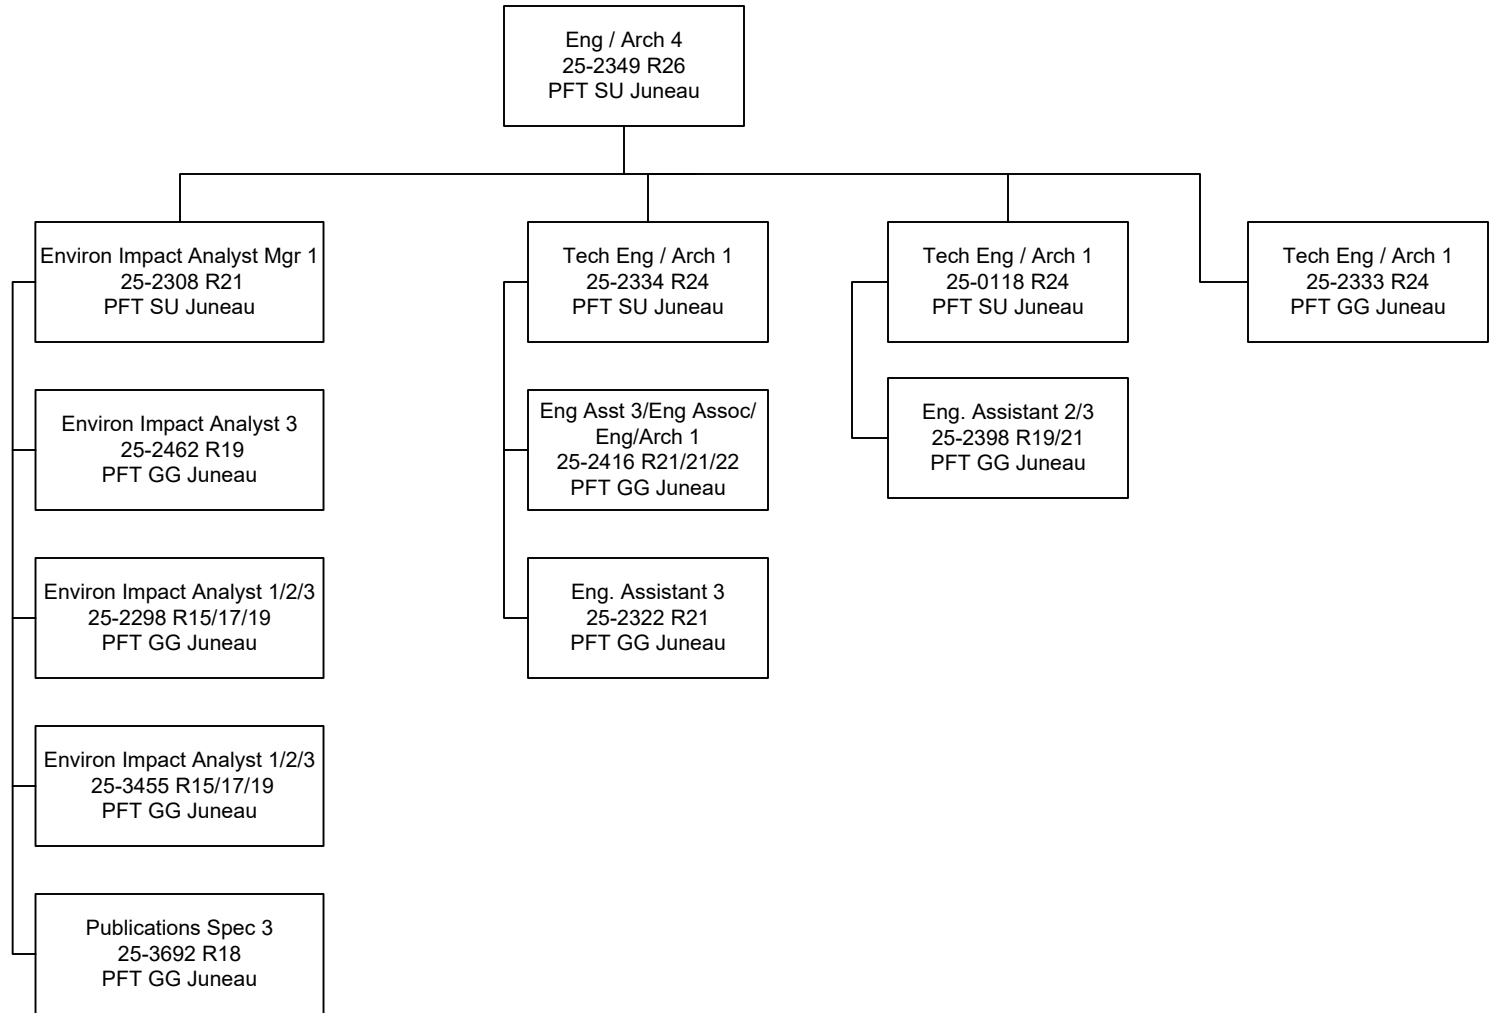 Eng / Arch 4
25-2349 R26
PFT SU Juneau
Environ Impact Analyst Mgr 1
25-2308 R21
PFT SU Juneau
Tech Eng / Arch 1
25-2334 R24
PFT SU Juneau
Tech Eng / Arch 1
25-0118 R24
PFT SU Juneau
Tech Eng / Arch 1
25-2333 R24
PFT GG Juneau
Environ Impact Analyst 3
25-2462 R19
PFT GG Juneau
Eng Asst 3/Eng Assoc/
Eng/Arch 1
25-2416 R21/21/22
PFT GG Juneau
Eng. Assistant 2/3
25-2398 R19/21
PFT GG Juneau
Environ Impact Analyst 1/2/3
25-2298 R15/17/19
PFT GG Juneau
Eng. Assistant 3
25-2322 R21
PFT GG Juneau
Environ Impact Analyst 1/2/3
25-3455 R15/17/19
PFT GG Juneau
Publications Spec 3
25-3692 R18
PFT GG Juneau